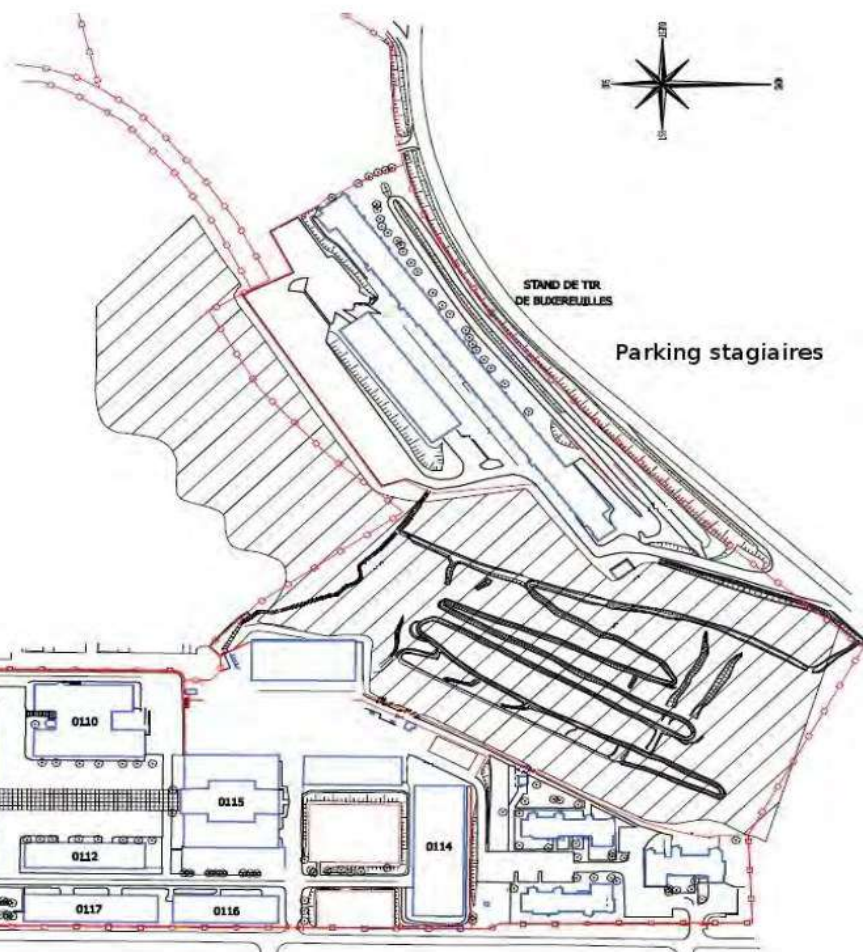 STAND DE TIR
DE BUXEREUILLES
Parking stagiaires
0110
0115
0112
0114
0117
0116